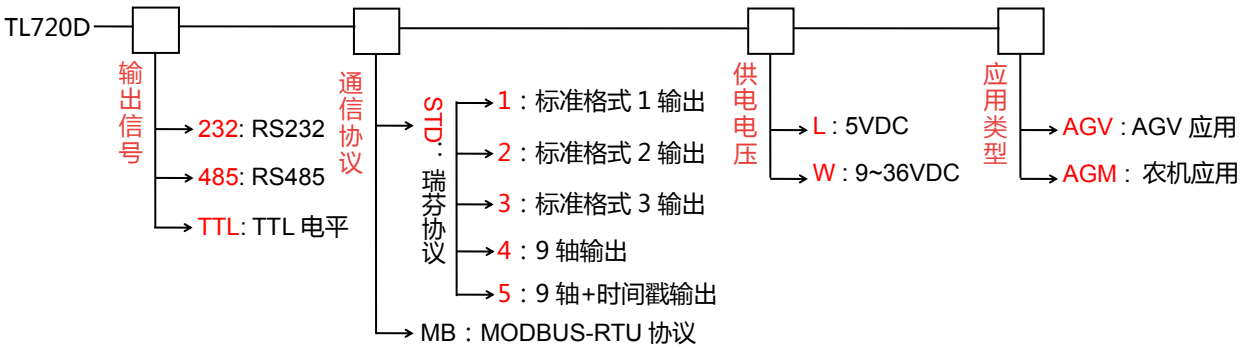 TL720D
输出信号
232: RS232
485: RS485
TTL: TTL 电平
通信协议
STD：瑞芬协议
1：标准格式 1 输出
2：标准格式 2 输出
3：标准格式 3 输出
4：9 轴输出
5：9 轴+时间戳输出
MB：MODBUS-RTU 协议
供电电压
L : 5VDC
W : 9~36VDC
应用类型
AGV : AGV 应用
AGM： 农机应用